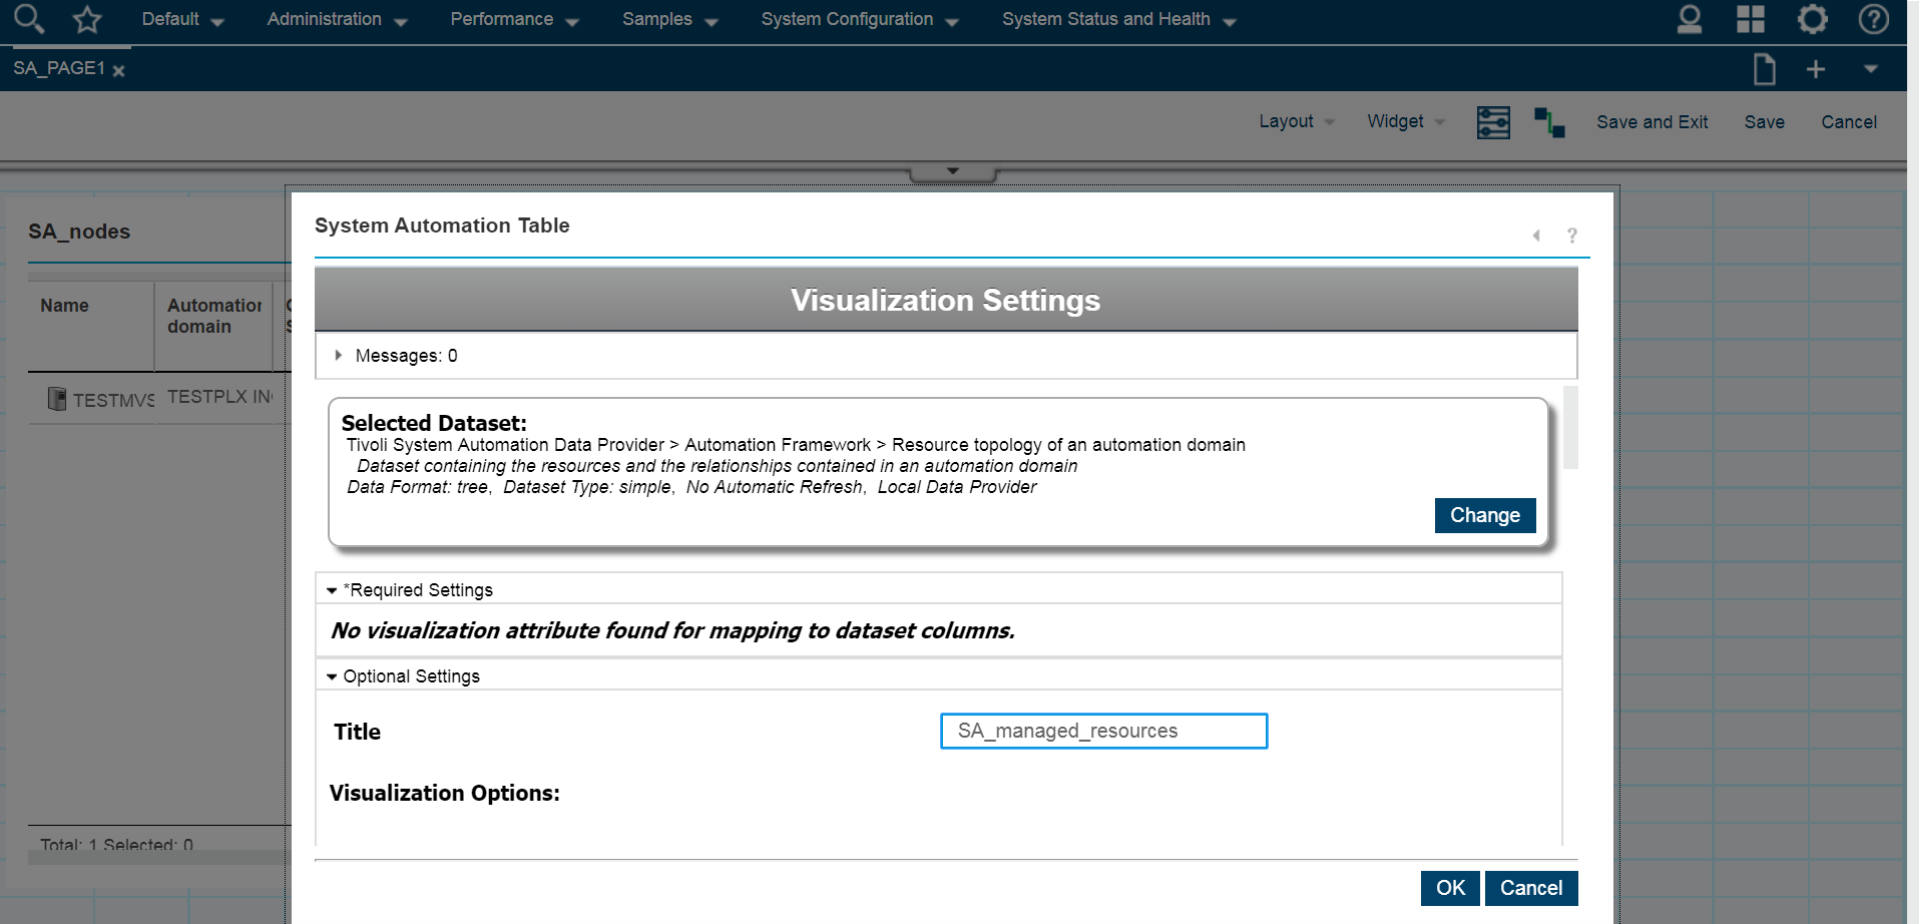 Default Administration Performance Samples System Configuration System Status and Health
SA_PAGE1
Layout Widget Save and Exit Save Cancel
SA_nodes
Name Automation domain
TESTMVS TESTPLX IN
Total: 1 Selected: 0
System Automation Table
?
Visualization Settings
Messages: 0
Selected Dataset:
Tivoli System Automation Data Provider > Automation Framework > Resource topology of an automation domain
Dataset containing the resources and the relationships contained in an automation domain
Data Format: tree, Dataset Type: simple, No Automatic Refresh, Local Data Provider
Change
*Required Settings
No visualization attribute found for mapping to dataset columns.
Optional Settings
Title SA_managed_resources
Visualization Options:
OK Cancel